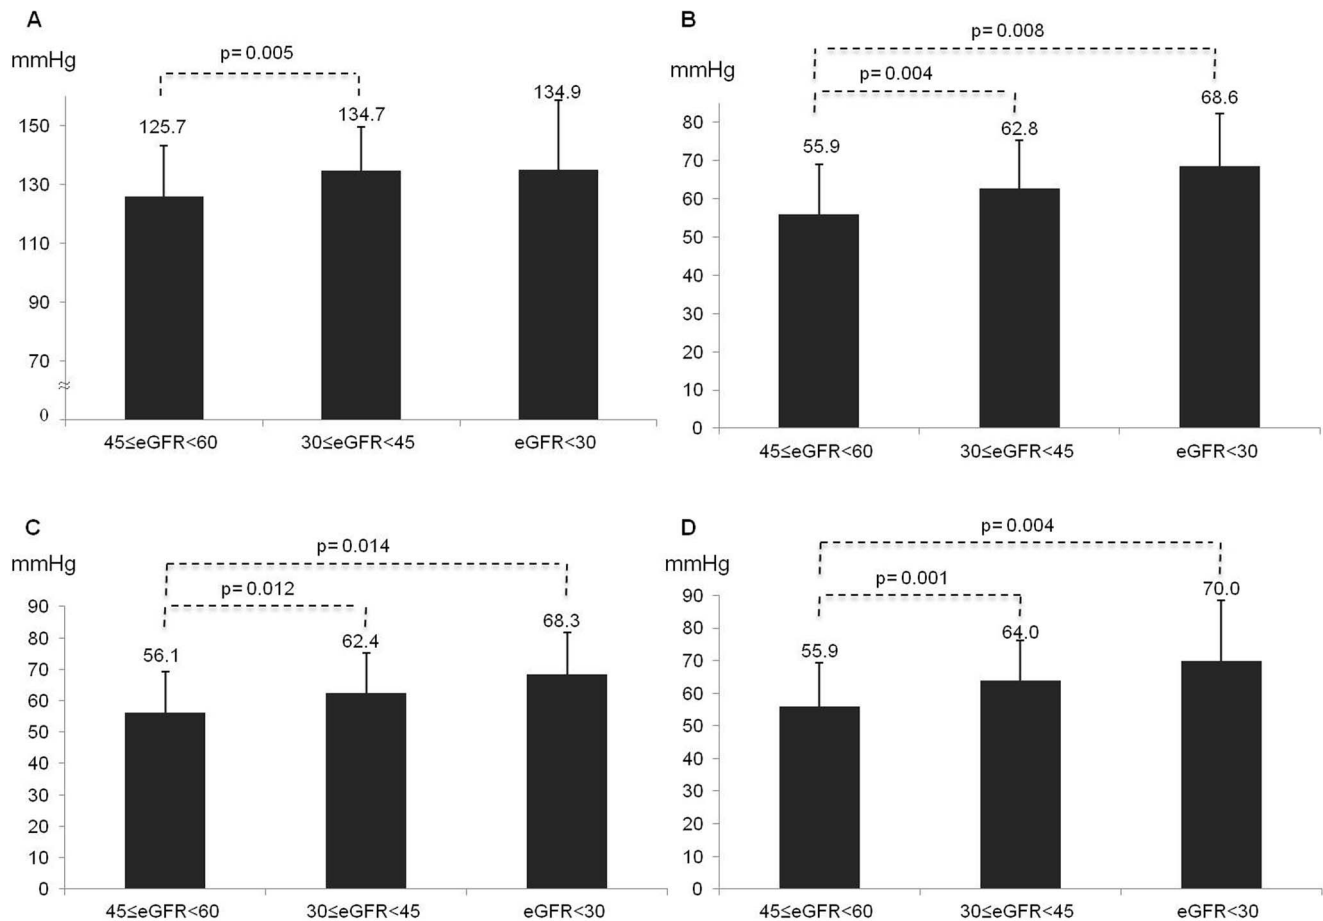 A
mmHg
p= 0.005
125.7
134.7
134.9
150
130
110
90
70
≈
0
45≤eGFR<60
30≤eGFR<45
eGFR<30
B
mmHg
p= 0.008
p= 0.004
55.9
62.8
68.6
80
70
60
50
40
30
20
10
0
45≤eGFR<60
30≤eGFR<45
eGFR<30
C
mmHg
p= 0.014
p= 0.012
56.1
62.4
68.3
90
80
70
60
50
40
30
20
10
0
45≤eGFR<60
30≤eGFR<45
eGFR<30
D
mmHg
p= 0.004
p= 0.001
55.9
64.0
70.0
90
80
70
60
50
40
30
20
10
0
45≤eGFR<60
30≤eGFR<45
eGFR<30